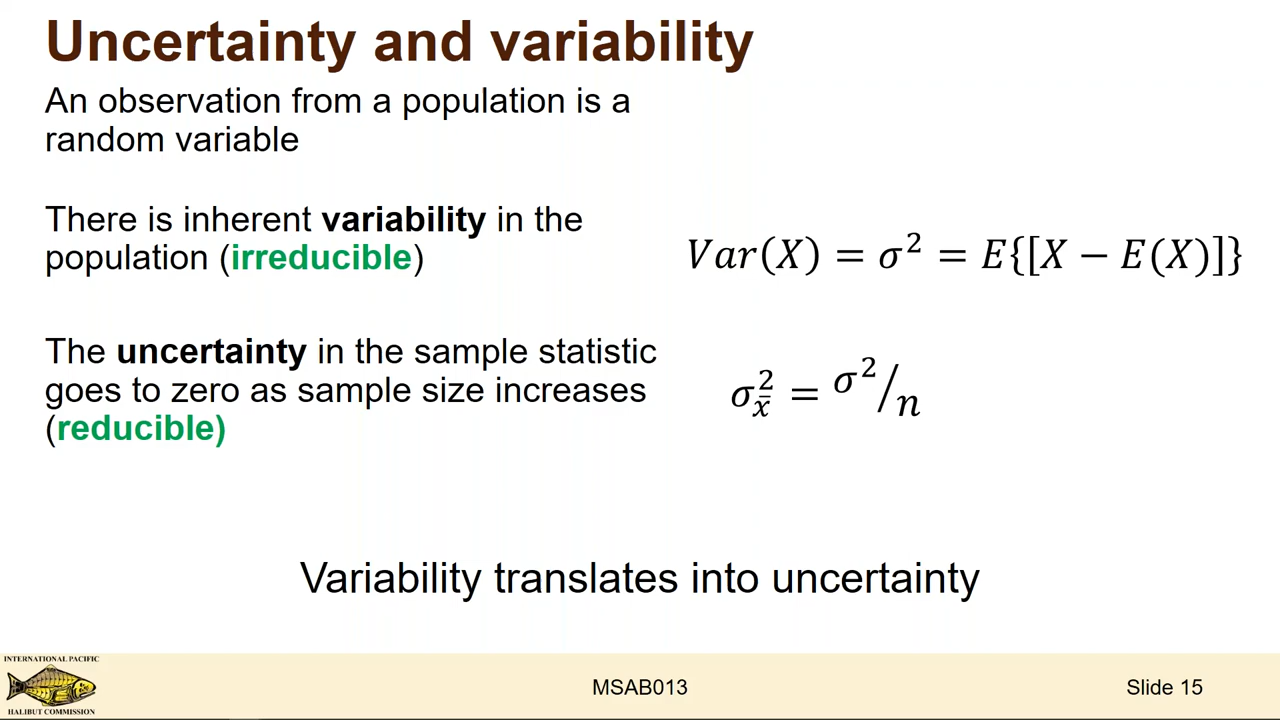 Uncertainty and variability
An observation from a population is a
random variable
There is inherent variability in the
population (irreducible)
𝑉𝑎𝑟(𝑋) = 𝜎² = 𝐸{[𝑋 − 𝐸(𝑋)]}
The uncertainty in the sample statistic
goes to zero as sample size increases
(reducible)
𝜎²_x̄ = 𝜎²/𝑛
Variability translates into uncertainty
INTERNATIONAL PACIFIC
HALIBUT COMMISSION
MSAB013
Slide 15